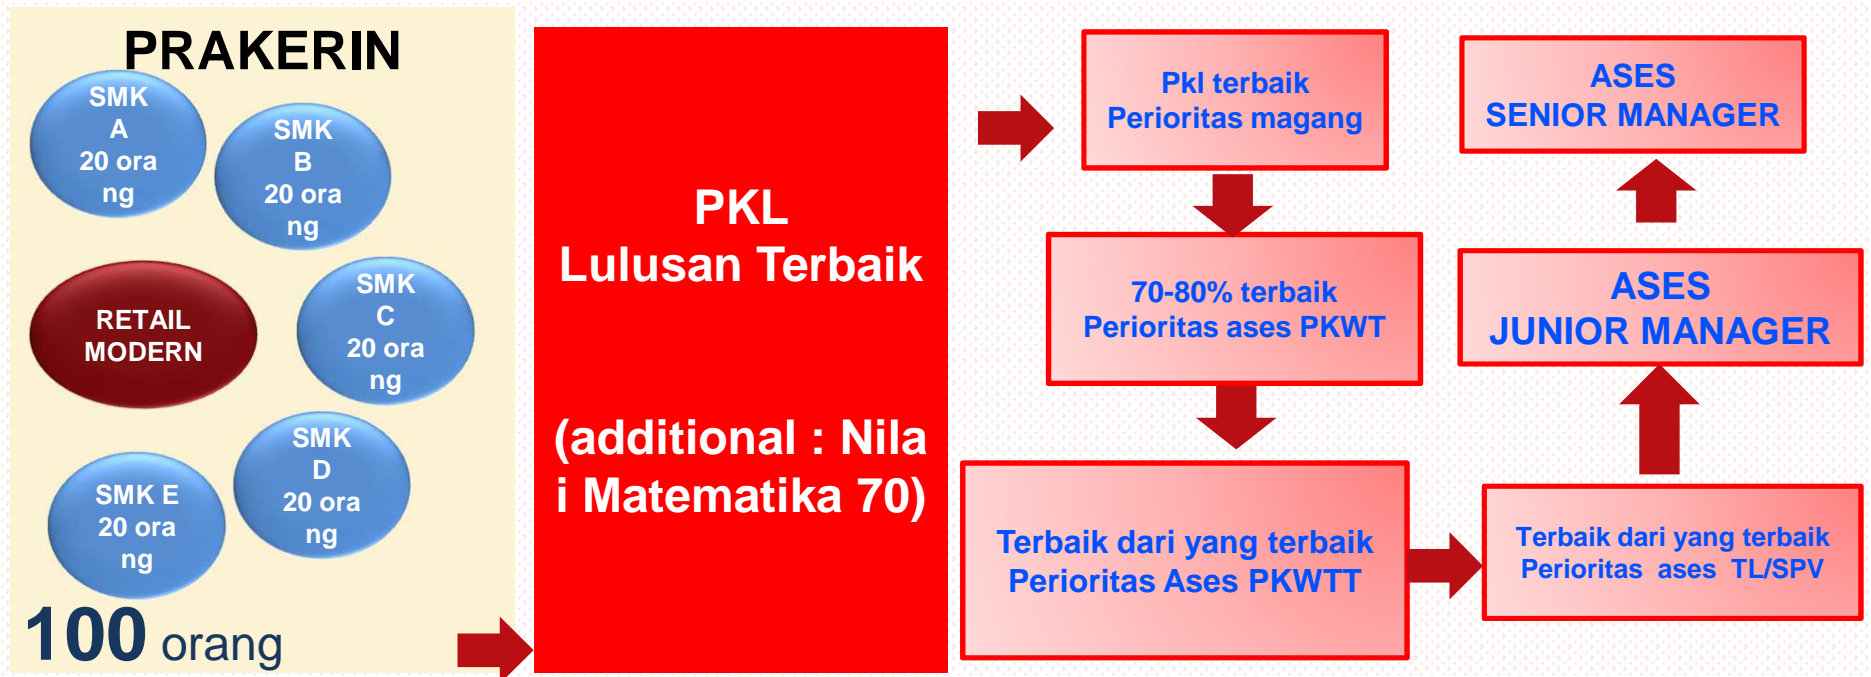 PRAKERIN
SMK
A
20 ora
ng
SMK
B
20 ora
ng
RETAIL
MODERN
SMK
C
20 ora
ng
SMK
D
20 ora
ng
SMK E
20 ora
ng
100 orang
PKL
Lulusan Terbaik
(additional : Nila
i Matematika 70)
Pkl terbaik
Perioritas magang
70-80% terbaik
Perioritas ases PKWT
Terbaik dari yang terbaik
Perioritas Ases PKWTT
Terbaik dari yang terbaik
Perioritas ases TL/SPV
ASES
JUNIOR MANAGER
ASES
SENIOR MANAGER